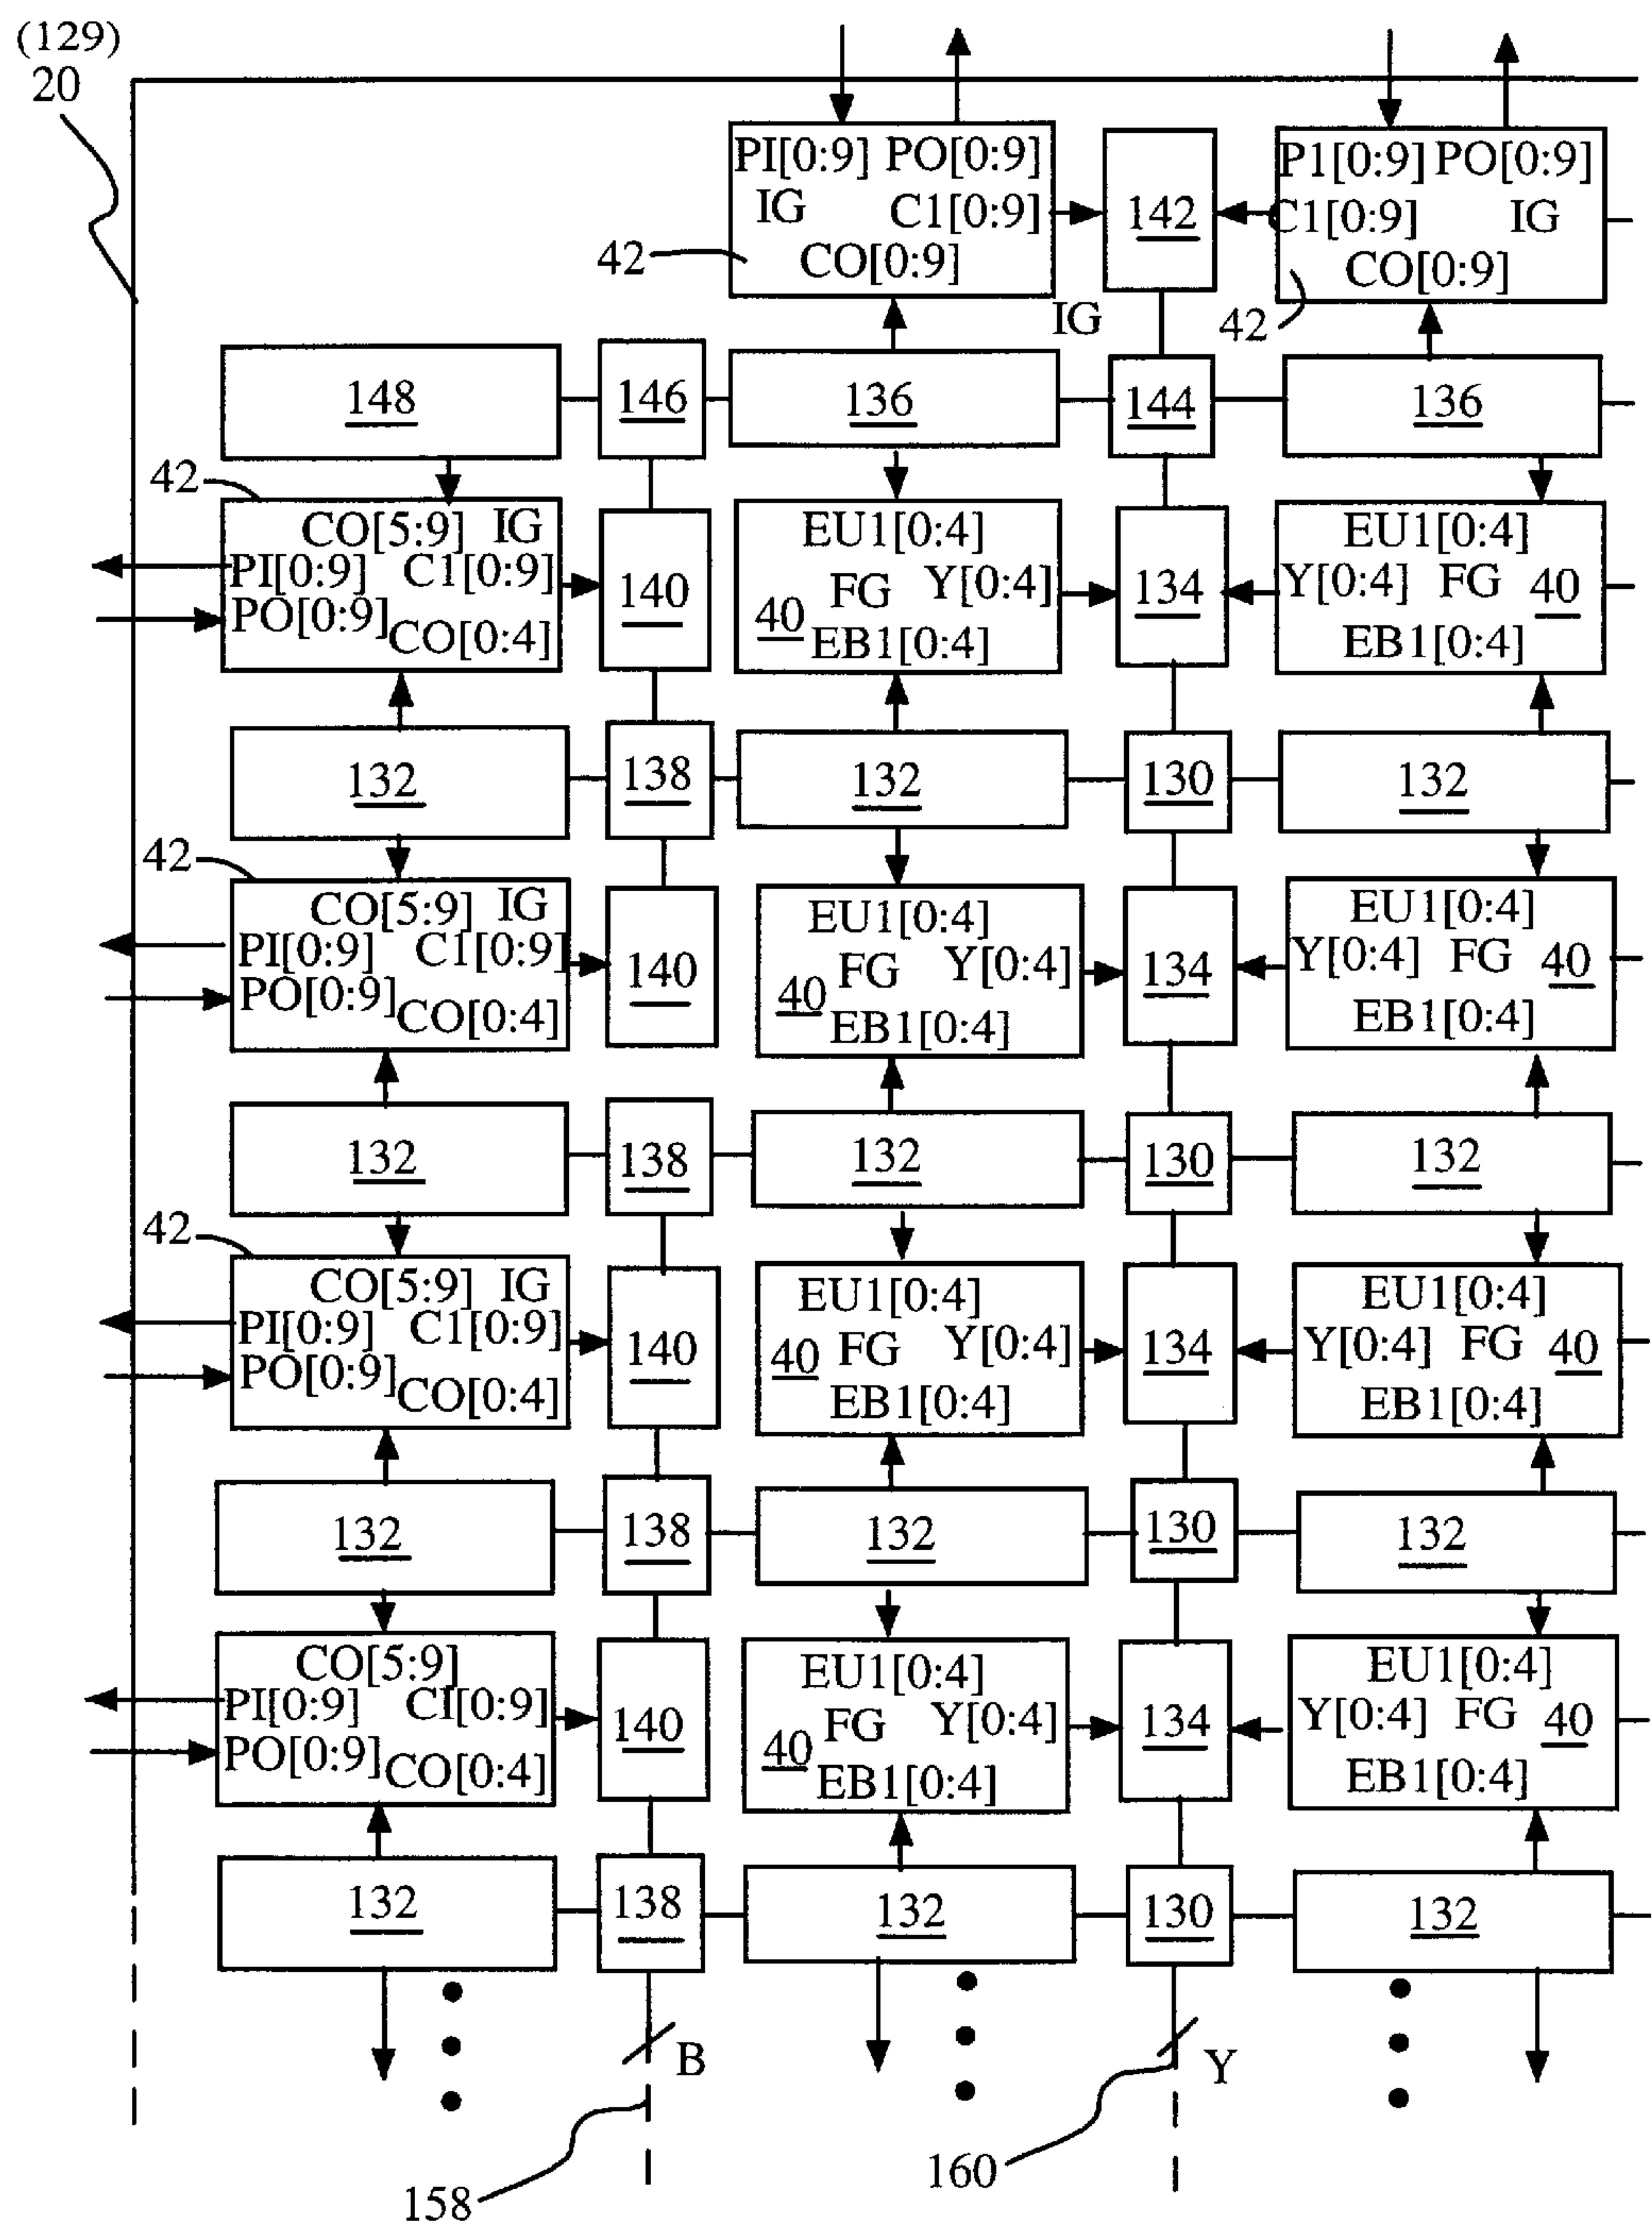 (129)
20
PI[0:9] PO[0:9]
IG C1[0:9]
CO[0:9]
42
142
P1[0:9] PO[0:9]
C1[0:9] IG
CO[0:9]
42
IG
148
146
136
144
136
42
CO[5:9] IG
PI[0:9] C1[0:9]
PO[0:9]
CO[0:4]
140
EU1[0:4]
FG Y[0:4]
40
EB1[0:4]
134
EU1[0:4]
Y[0:4] FG 40
EB1[0:4]
132
138
132
130
132
42
CO[5:9] IG
PI[0:9] C1[0:9]
PO[0:9]
CO[0:4]
140
EU1[0:4]
FG Y[0:4]
40
EB1[0:4]
134
EU1[0:4]
Y[0:4] FG 40
EB1[0:4]
132
138
132
130
132
42
CO[5:9] IG
PI[0:9] C1[0:9]
PO[0:9]
CO[0:4]
140
EU1[0:4]
40 FG Y[0:4]
EB1[0:4]
134
EU1[0:4]
Y[0:4] FG 40
EB1[0:4]
132
138
132
130
132
CO[5:9]
PI[0:9] CI[0:9]
PO[0:9]
CO[0:4]
140
EU1[0:4]
FG Y[0:4]
40
EB1[0:4]
134
EU1[0:4]
Y[0:4] FG 40
EB1[0:4]
132
138
132
130
132
B
Y
158
160